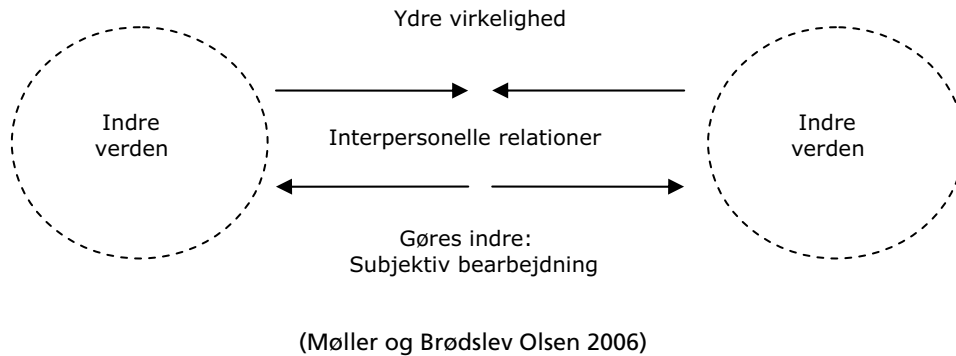 Ydre virkelighed
Indre
verden
Interpersonelle relationer
Indre
verden
Gøres indre:
Subjektiv bearbejdning
(Møller og Brødslev Olsen 2006)